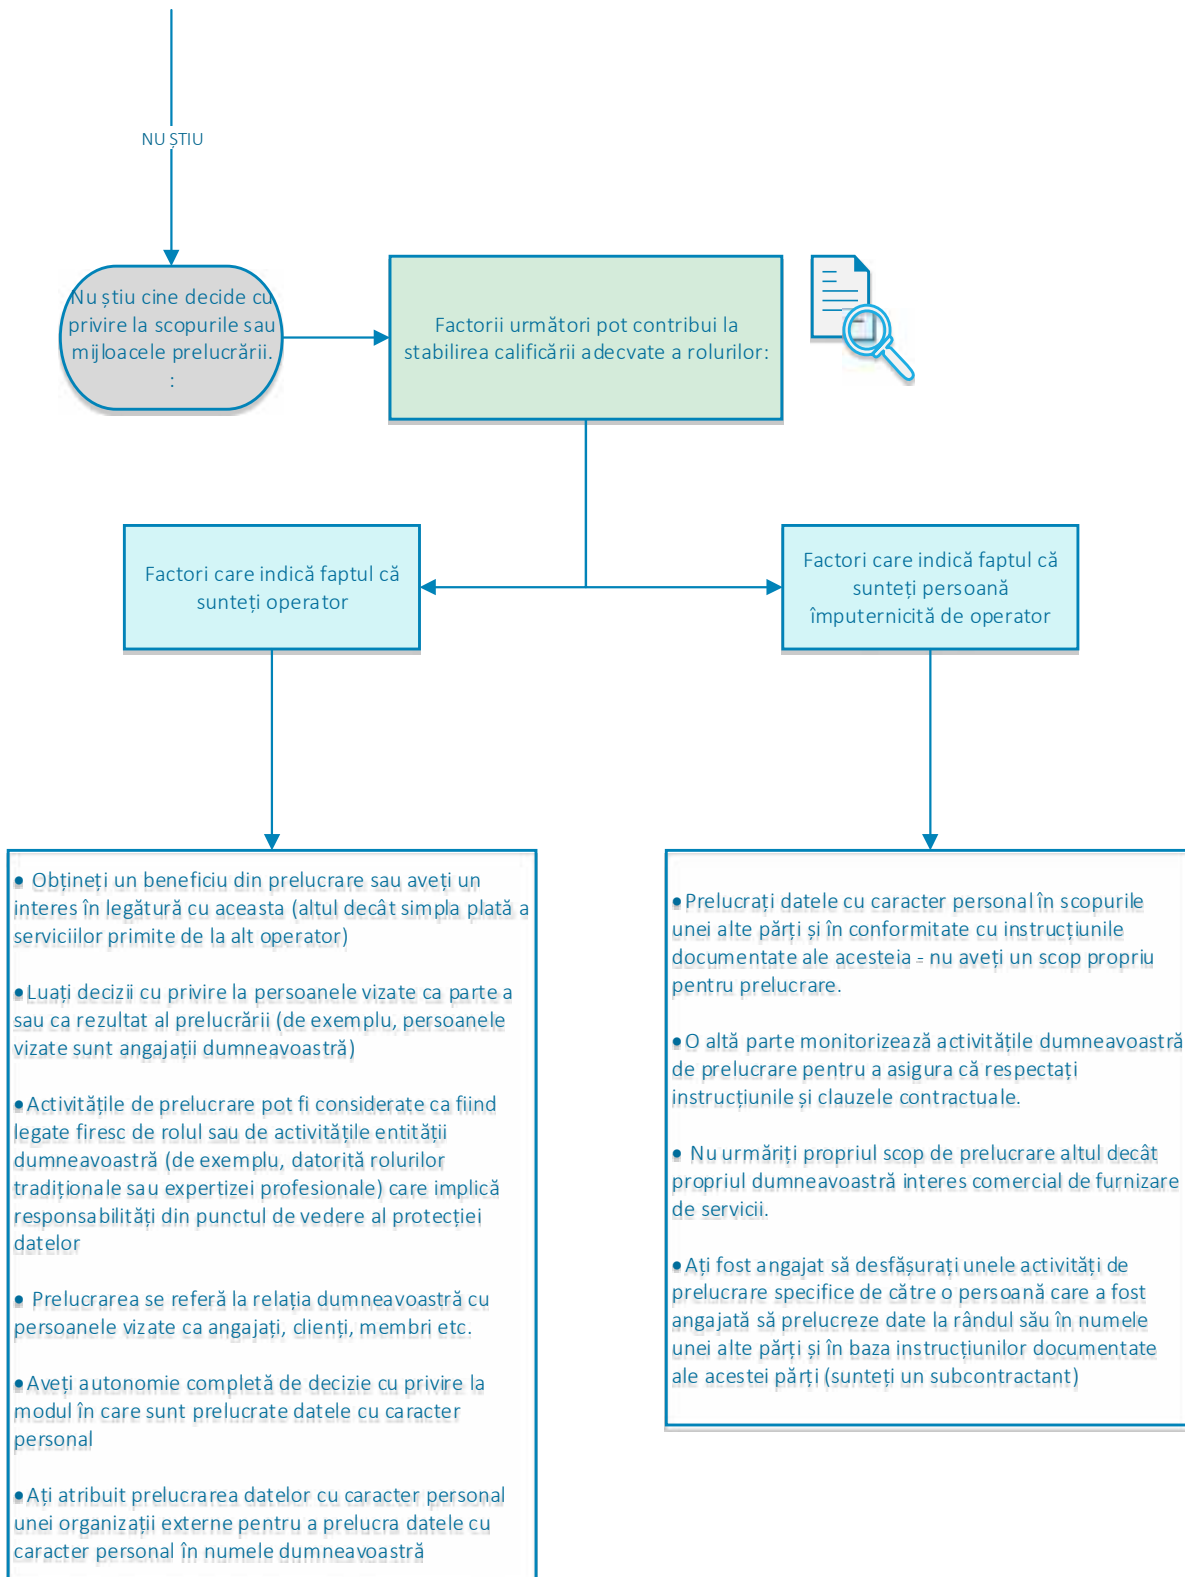 NU ȘTIU
Nu știu cine decide cu
privire la scopurile sau
mijloacele prelucrării.
:
Factorii următori pot contribui la
stabilirea calificării adecvate a rolurilor:
Factori care indică faptul că
sunteți operator
Factori care indică faptul că
sunteți persoană
împuternicită de operator
• Obțineți un beneficiu din prelucrare sau aveți un
interes în legătură cu aceasta (altul decât simpla plată a
serviciilor primite de la alt operator)
• Luați decizii cu privire la persoanele vizate ca parte a
sau ca rezultat al prelucrării (de exemplu, persoanele
vizate sunt angajații dumneavoastră)
• Activitățile de prelucrare pot fi considerate ca fiind
legate firesc de rolul sau de activitățile entității
dumneavoastră (de exemplu, datorită rolurilor
tradiționale sau expertizei profesionale) care implică
responsabilități din punctul de vedere al protecției
datelor
• Prelucrarea se referă la relația dumneavoastră cu
persoanele vizate ca angajați, clienți, membri etc.
• Aveți autonomie completă de decizie cu privire la
modul în care sunt prelucrate datele cu caracter
personal
• Ați atribuit prelucrarea datelor cu caracter personal
unei organizații externe pentru a prelucra datele cu
caracter personal în numele dumneavoastră
• Prelucrați datele cu caracter personal în scopurile
unei alte părți și în conformitate cu instrucțiunile
documentate ale acesteia - nu aveți un scop propriu
pentru prelucrare.
• O altă parte monitorizează activitățile dumneavoastră
de prelucrare pentru a asigura că respectați
instrucțiunile și clauzele contractuale.
• Nu urmăriți propriul scop de prelucrare altul decât
propriul dumneavoastră interes comercial de furnizare
de servicii.
• Ați fost angajat să desfășurați unele activități de
prelucrare specifice de către o persoană care a fost
angajată să prelucreze date la rândul său în numele
unei alte părți și în baza instrucțiunilor documentate
ale acestei părți (sunteți un subcontractant)